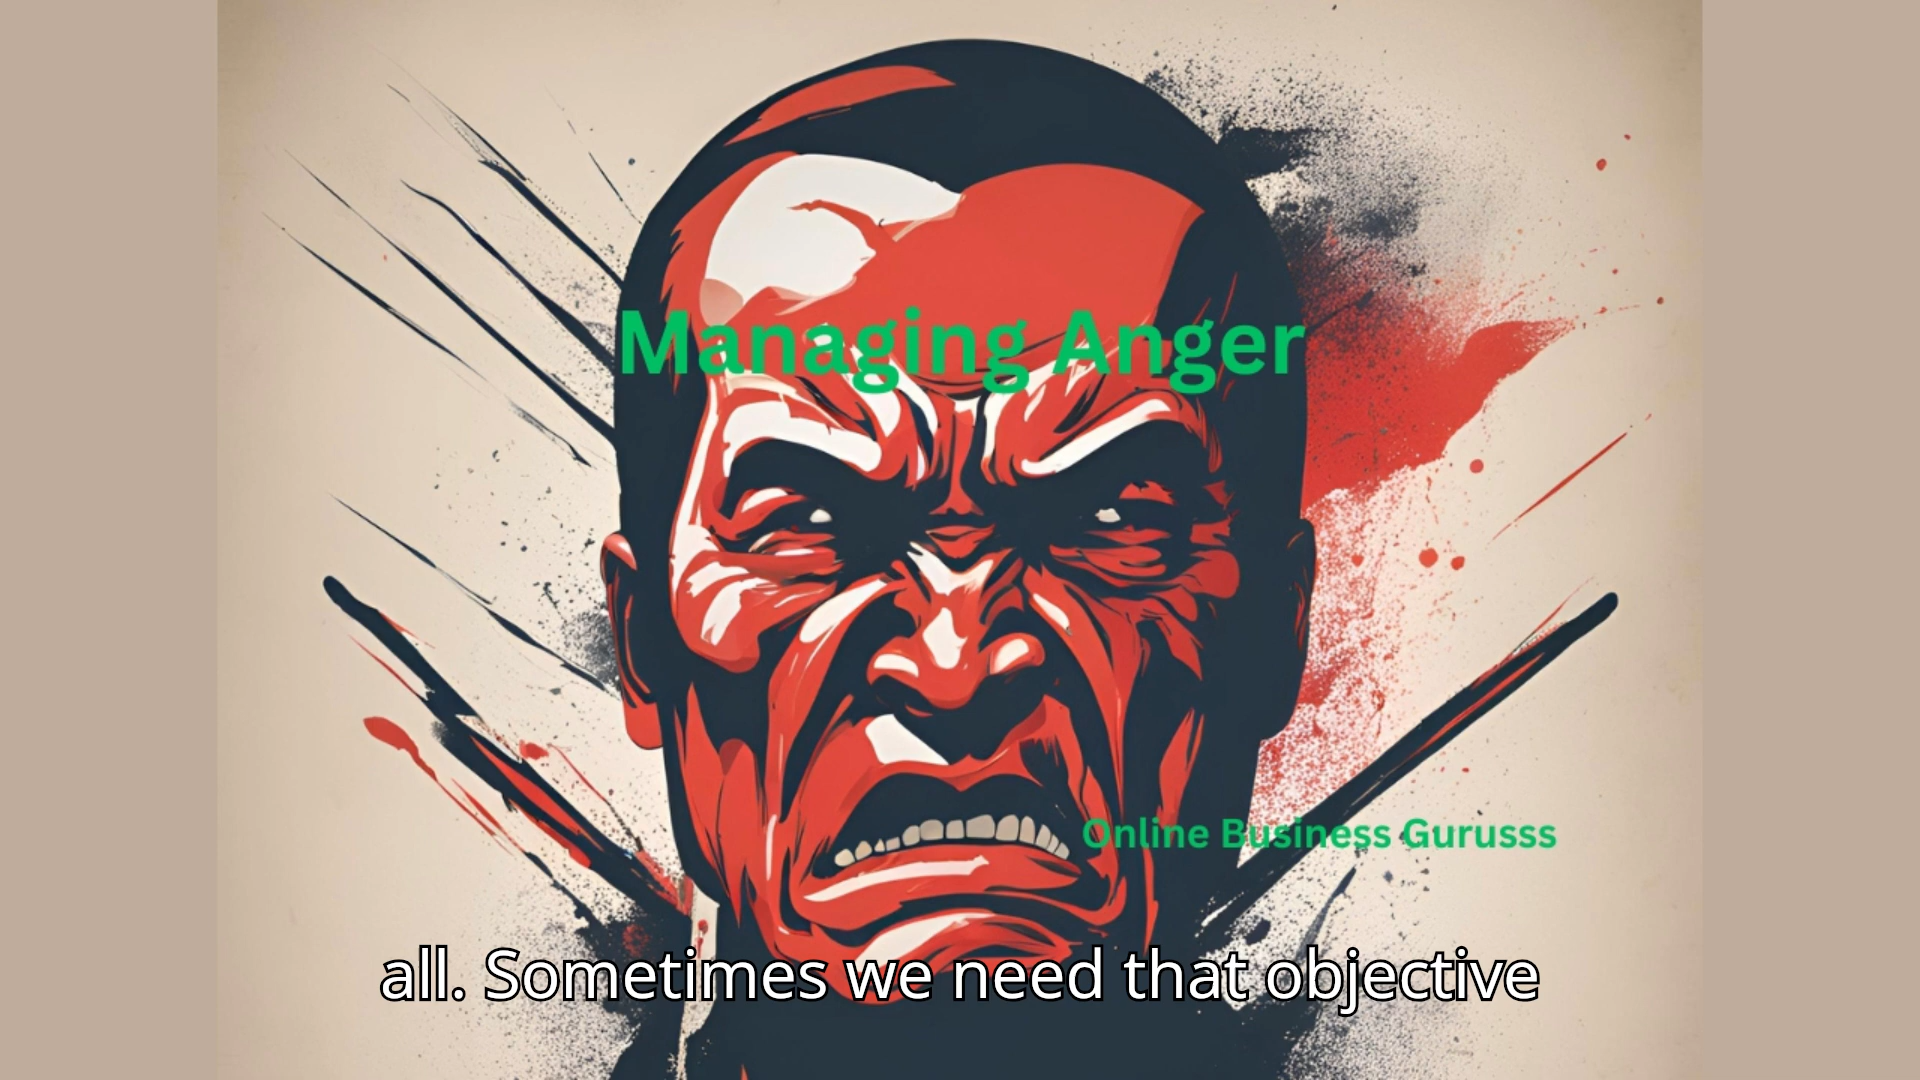 Managing Anger
Online Business Gurusss
all. Sometimes we need that objective